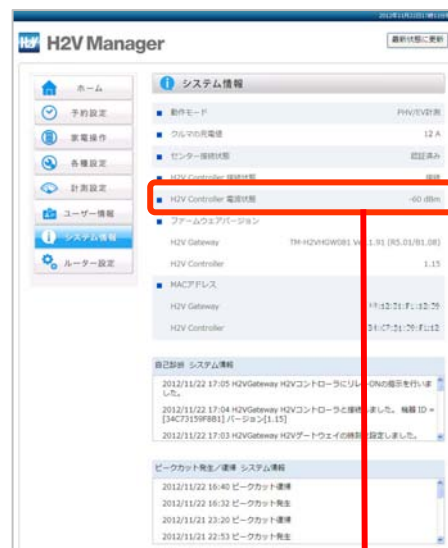 H2V Manager
最新状態に更新
ホーム
予約設定
家電操作
各種設定
計測設定
ユーザー情報
システム情報
ルーター設定
システム情報
動作モード PHV/EV計測
クルマの充電値 12 A
センター接続状態 認証済み
H2V Controller 接続状態 接続
H2V Controller 電波状態 -60 dBm
ファームウエアバージョン
H2V Gateway TM-H2VHGW081 [R5.01/B1.08]
H2V Controller 1.15
MACアドレス
H2V Gateway
H2V Controller
自己診断 システム情報
2012/11/22 17:05 H2VGateway H2VコントローラにリレーONの指示を行いま
した。
2012/11/22 17:04 H2VGateway H2Vコントローラと接続しました。 機器 ID =
[34C73159F8B1] バージョン[1.15]
2012/11/22 17:03 H2VGateway H2Vゲートウェイの時刻設定しました。
ピークカット発生／復帰 システム情報
2012/11/22 16:40 ピークカット復帰
2012/11/22 16:32 ピークカット発生
2012/11/21 23:20 ピークカット復帰
2012/11/21 22:53 ピークカット発生